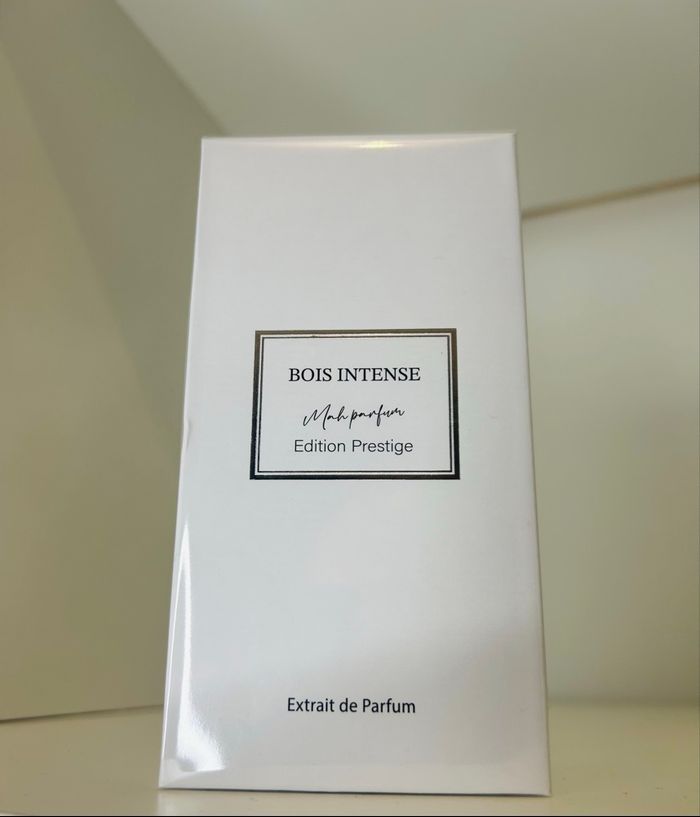 BOIS INTENSE
Mah parfum
Edition Prestige
Extrait de Parfum